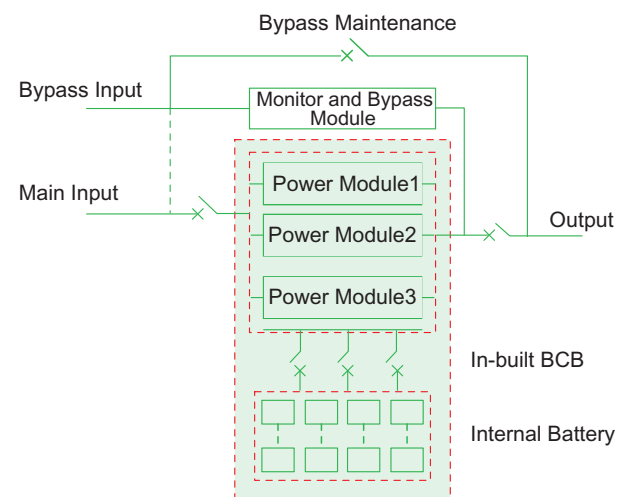 Bypass Maintenance
Bypass Input
Monitor and Bypass
Module
Main Input
Power Module1
Power Module2
Output
Power Module3
In-built BCB
Internal Battery